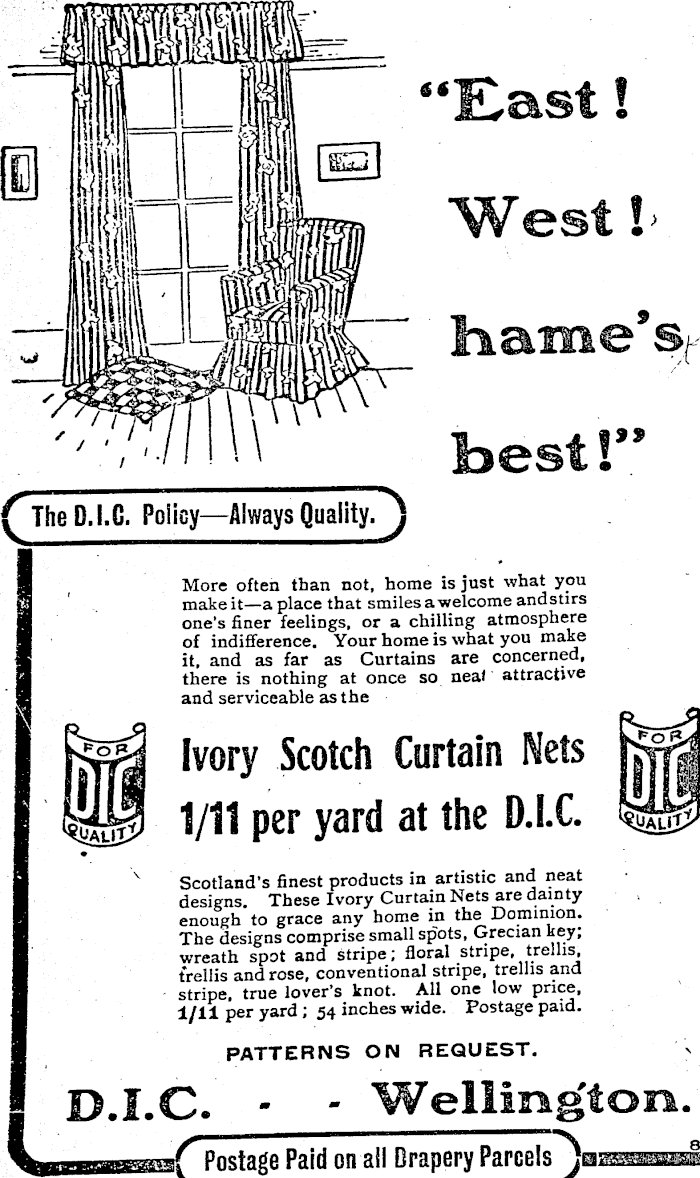 “East!
West!
hame’s
best!”
The D.I.C. Policy—Always Quality.
More often than not, home is just what you
make it—a place that smiles a welcome and stirs
one's finer feelings, or a chilling atmosphere
of indifference. Your home is what you make
it, and as far as Curtains are concerned,
there is nothing at once so neat attractive
and serviceable as the
FOR
DIC
QUALITY
Ivory Scotch Curtain Nets
1/11 per yard at the D.I.C.
FOR
DIC
QUALITY
Scotland's finest products in artistic and neat
designs. These Ivory Curtain Nets are dainty
enough to grace any home in the Dominion.
The designs comprise small spots, Grecian key;
wreath spot and stripe; floral stripe, trellis,
trellis and rose, conventional stripe, trellis and
stripe, true lover's knot. All one low price,
1/11 per yard; 54 inches wide. Postage paid.
PATTERNS ON REQUEST.
D.I.C. - - Wellington.
Postage Paid on all Drapery Parcels
8